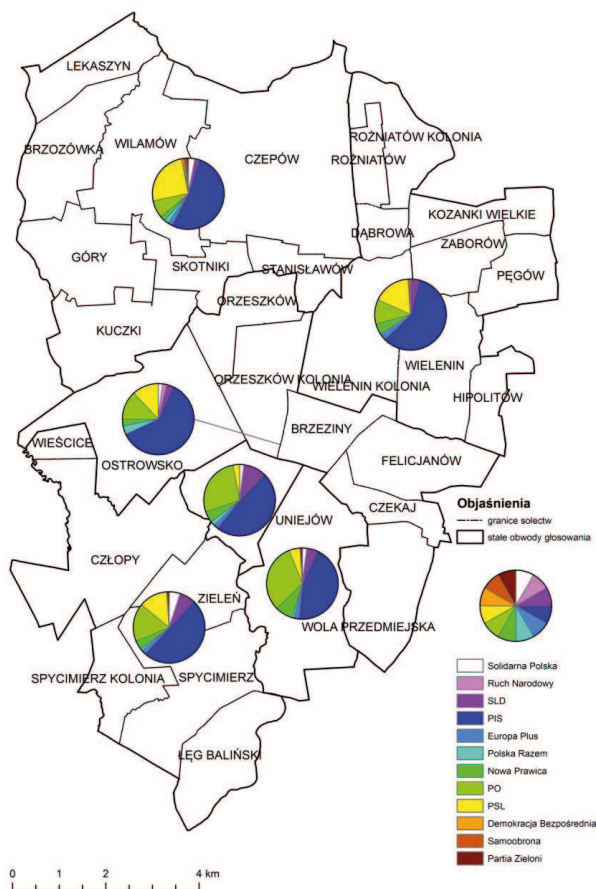 LEKASZYN
BRZOZÓWKA
WILAMÓW
CZEPÓW
ROŻNIATÓW KOLONIA
ROŻNIATÓW
DĄBROWA
KOZANKI WIELKIE
ZABORÓW
PĘGÓW
GÓRY
SKOTNIKI
STANISŁAWÓW
ORZESZKÓW
KUCZKI
WIELENIN
ORZESZKÓW KOLONIA
WIELENIN KOLONIA
HIPOLITÓW
BRZEZINY
WIEŚCICE
OSTROWSKO
FELICJANÓW
CZEKAJ
UNIEJÓW
CZŁOPY
ZIELEŃ
WOLA PRZEDMIEJSKA
SPYCIMIERZ KOLONIA
SPYCIMIERZ
ŁĘG BALIŃSKI
Objaśnienia
granice sołectw
stałe obwody głosowania
Solidarna Polska
Ruch Narodowy
SLD
PIS
Europa Plus
Polska Razem
Nowa Prawica
PO
PSL
Demokracja Bezpośrednia
Samoobrona
Partia Zieloni
0 1 2 4 km